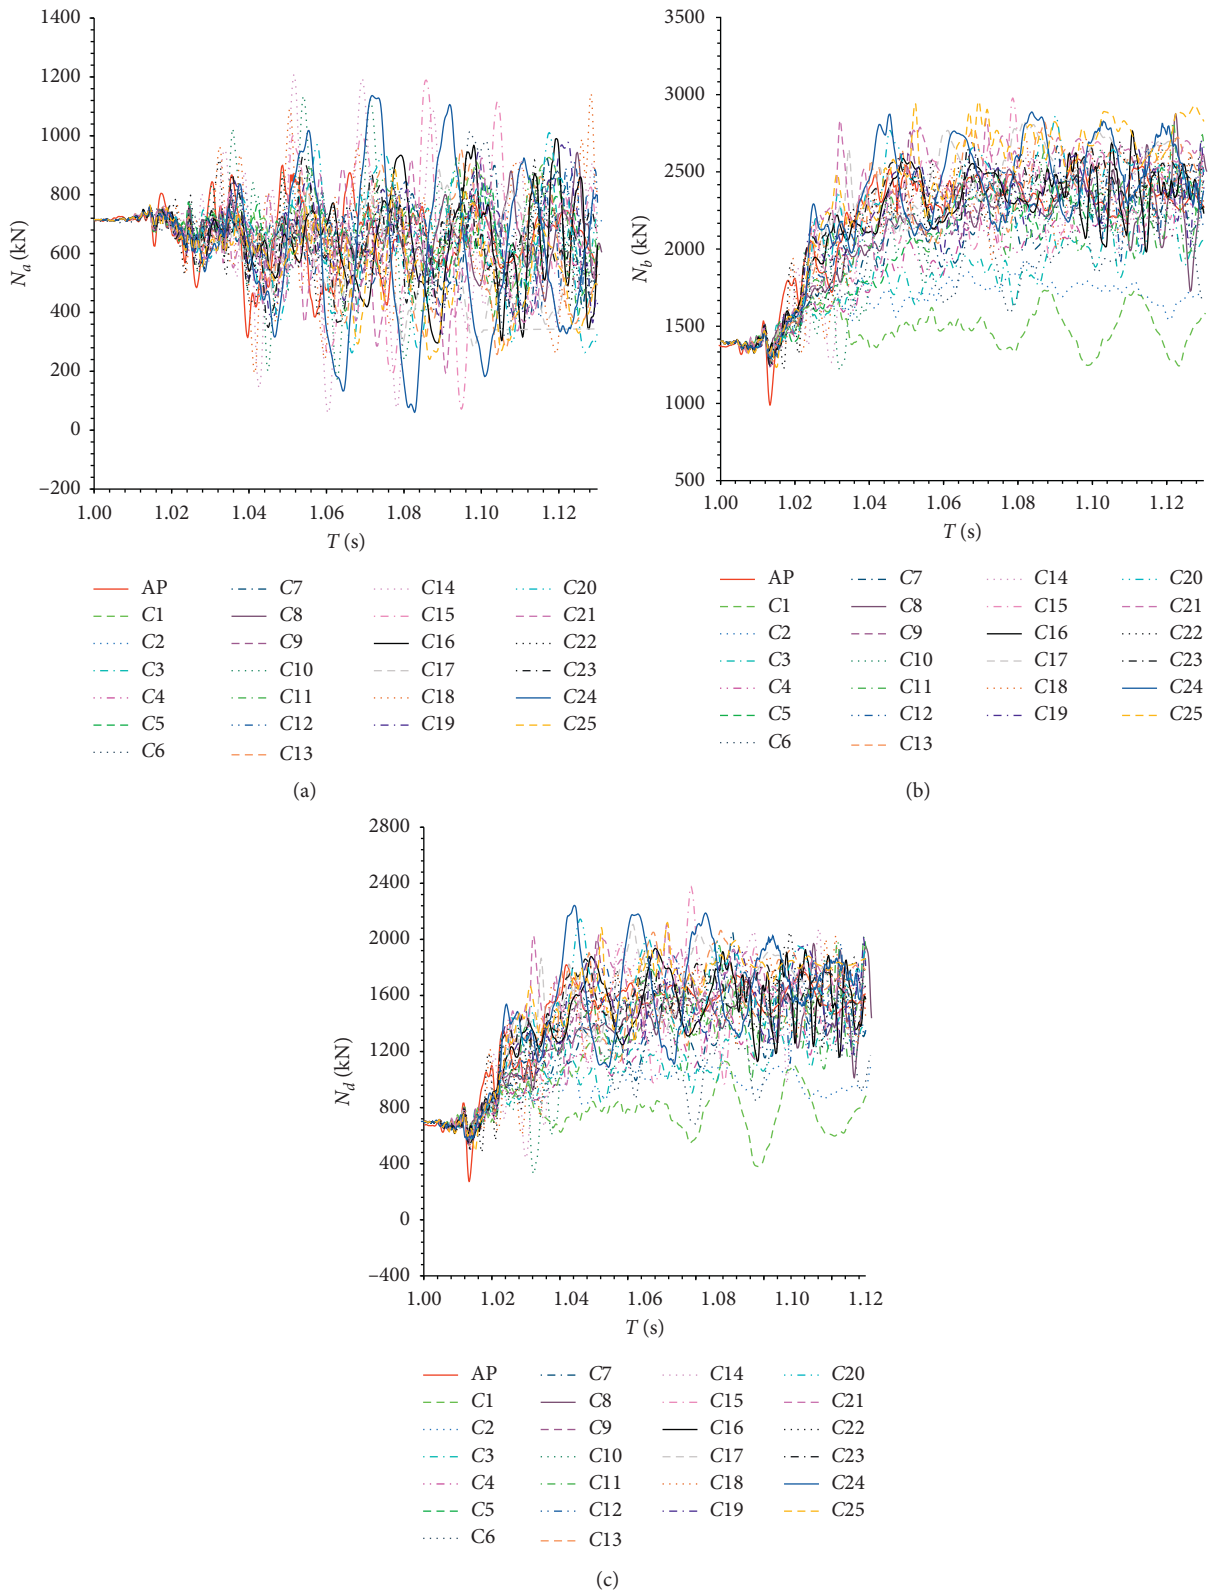 1400
1200
1000
800
600
400
200
0
–200
N_a (kN)
1.00 1.02 1.04 1.06 1.08 1.10 1.12
T (s)
AP C7 C14 C20
C1 C8 C15 C21
C2 C9 C16 C22
C3 C10 C17 C23
C4 C11 C18 C24
C5 C12 C19 C25
C6 C13
(a)
3500
3000
2500
2000
1500
1000
500
N_b (kN)
1.00 1.02 1.04 1.06 1.08 1.10 1.12
T (s)
AP C7 C14 C20
C1 C8 C15 C21
C2 C9 C16 C22
C3 C10 C17 C23
C4 C11 C18 C24
C5 C12 C19 C25
C6 C13
(b)
2800
2400
2000
1600
1200
800
400
0
–400
N_d (kN)
1.00 1.02 1.04 1.06 1.08 1.10 1.12
T (s)
AP C7 C14 C20
C1 C8 C15 C21
C2 C9 C16 C22
C3 C10 C17 C23
C4 C11 C18 C24
C5 C12 C19 C25
C6 C13
(c)